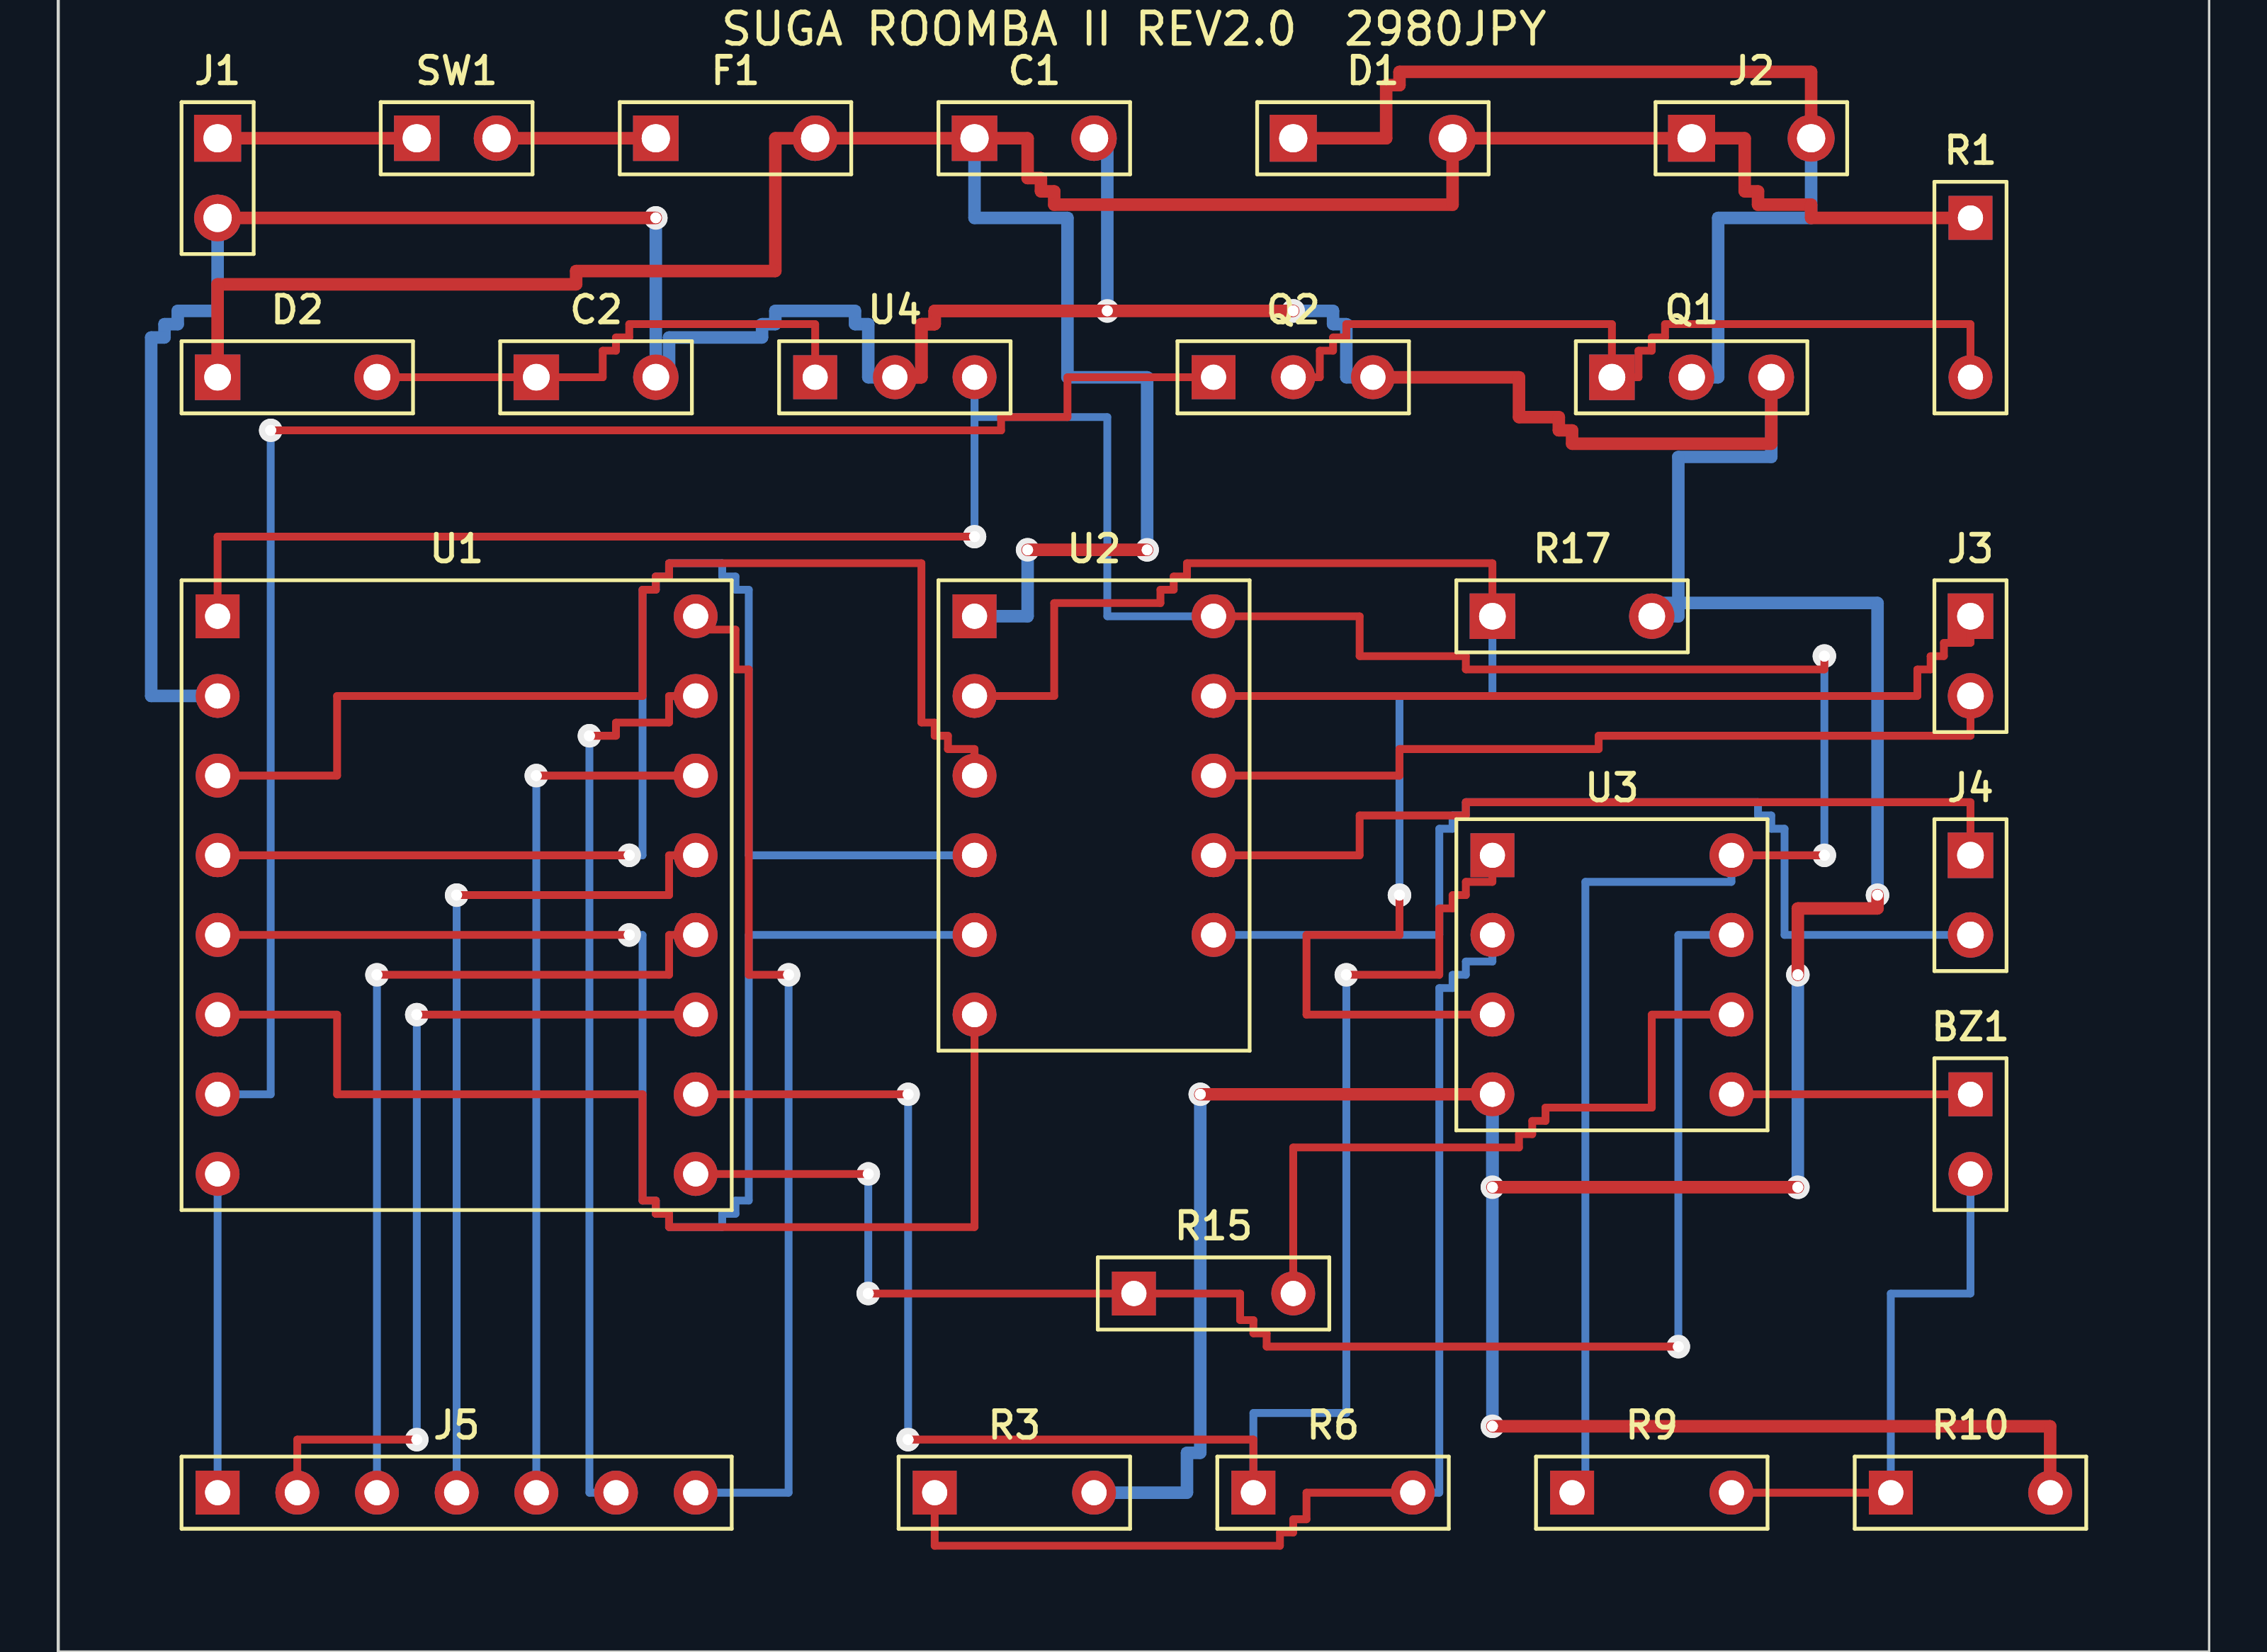 SUGA ROOMBA II REV2.0  2980JPY
J1 SW1 F1 C1 D1 J2
R1
D2 C2 U4 Q2 Q1
U1 U2 R17 J3
U3 J4
BZ1
R15
J5 R3 R6 R9 R10